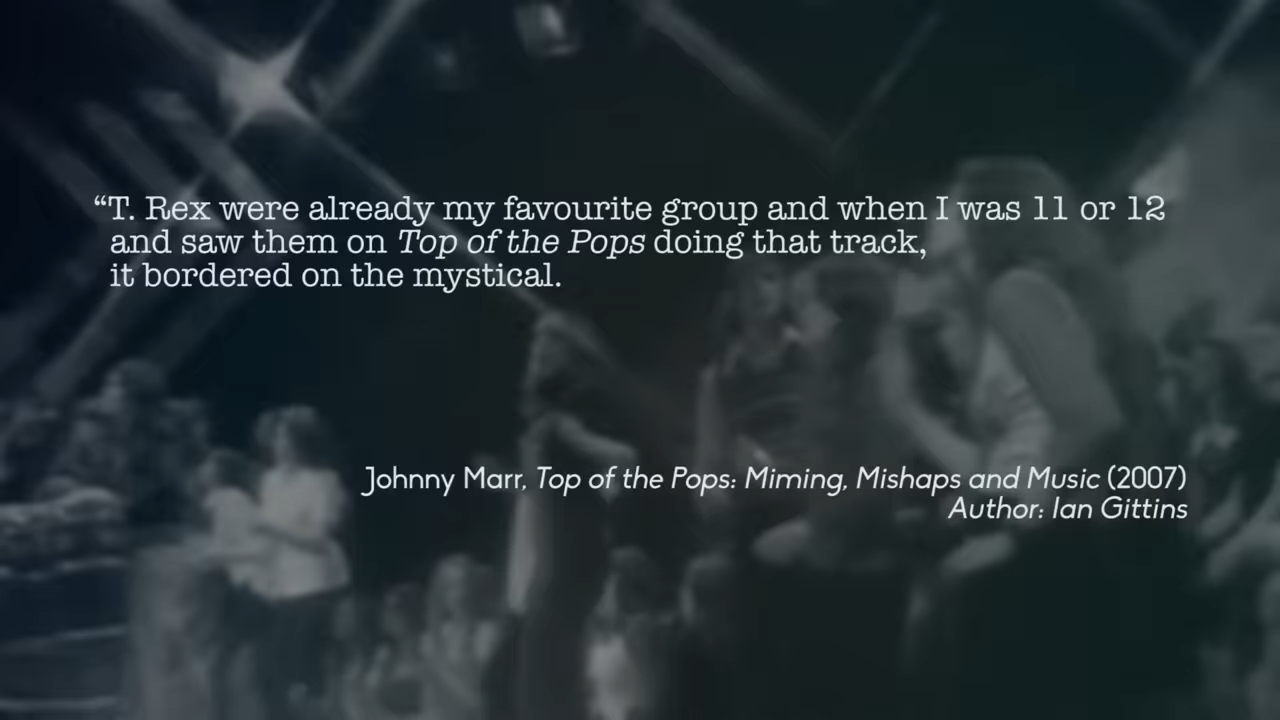 “T. Rex were already my favourite group and when I was 11 or 12
and saw them on Top of the Pops doing that track,
it bordered on the mystical.
Johnny Marr, Top of the Pops: Miming, Mishaps and Music (2007)
Author: Ian Gittins